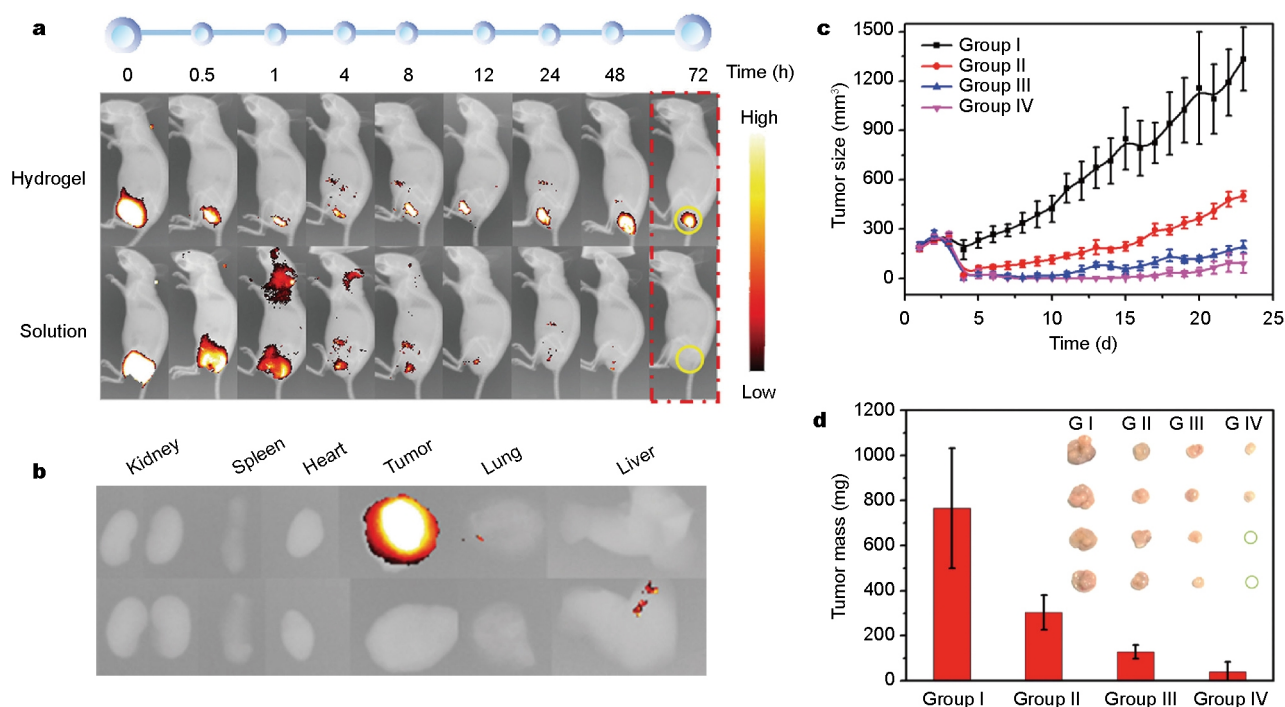 a
0 0.5 1 4 8 12 24 48 72 Time (h)
Hydrogel
Solution
High
Low
b
Kidney Spleen Heart Tumor Lung Liver
c
Group I
Group II
Group III
Group IV
Tumor size (mm³)
1500
1200
900
600
300
0
0 5 10 15 20 25
Time (d)
d
G I G II G III G IV
Tumor mass (mg)
1200
1000
800
600
400
200
0
Group I Group II Group III Group IV